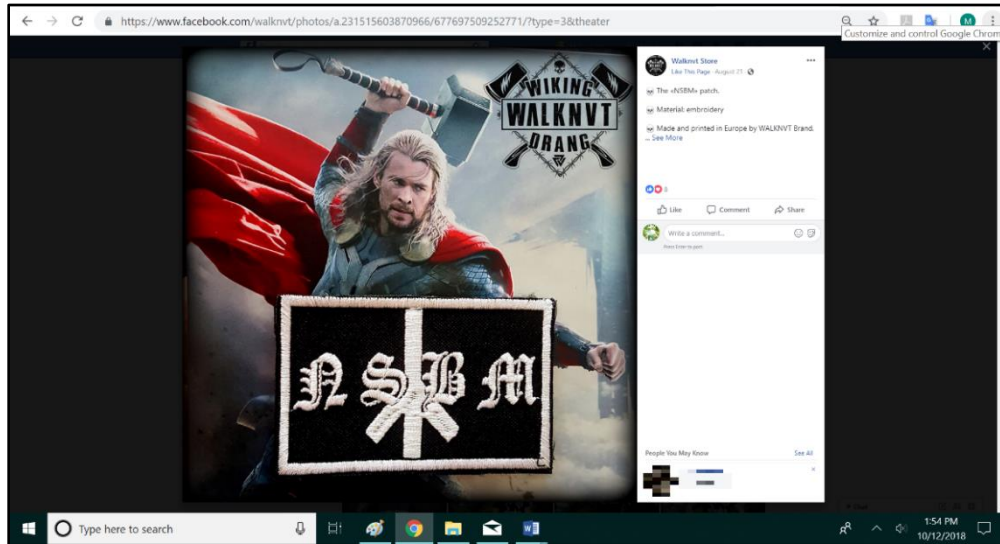 https://www.facebook.com/walknvt/photos/a.231515603870966/677697509252771/?type=3&theater
M
Customize and control Google Chrom
WIKING
WALKNVT
DRANG
NSBM
Walknvt Store
Like This Page · August 21 ·
The «NSBM» patch.
Material: embroidery
Made and printed in Europe by WALKNVT Brand.
... See More
3
Like Comment Share
Write a comment...
Press Enter to post.
People You May Know See All
Type here to search
1:54 PM
10/12/2018